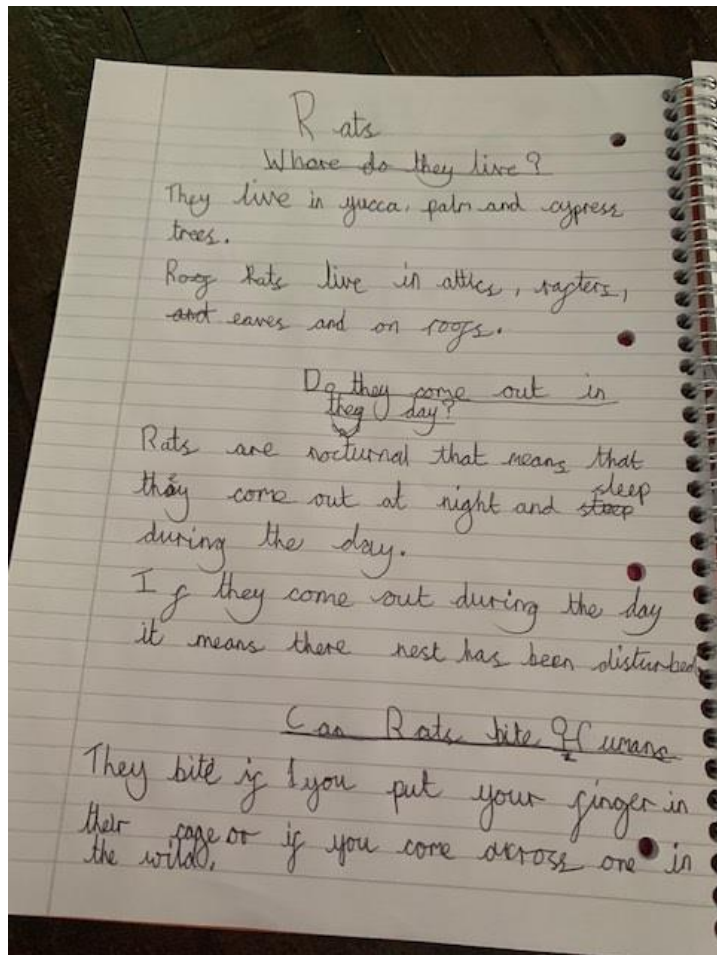 Rats
Whare do they live?
They live in yucca, palm and cypress
trees.
Roof Rats live in attics, rafters,
and eaves and on roofs.
Do they come out in
they day?
Rats are nocturnal that means that
they come out at night and sleep
during the day.
If they come out during the day
it means there nest has been disturbed.
Can Rats bite Humans
They bite if you put your finger in
their cage or if you come across one in
the wild.